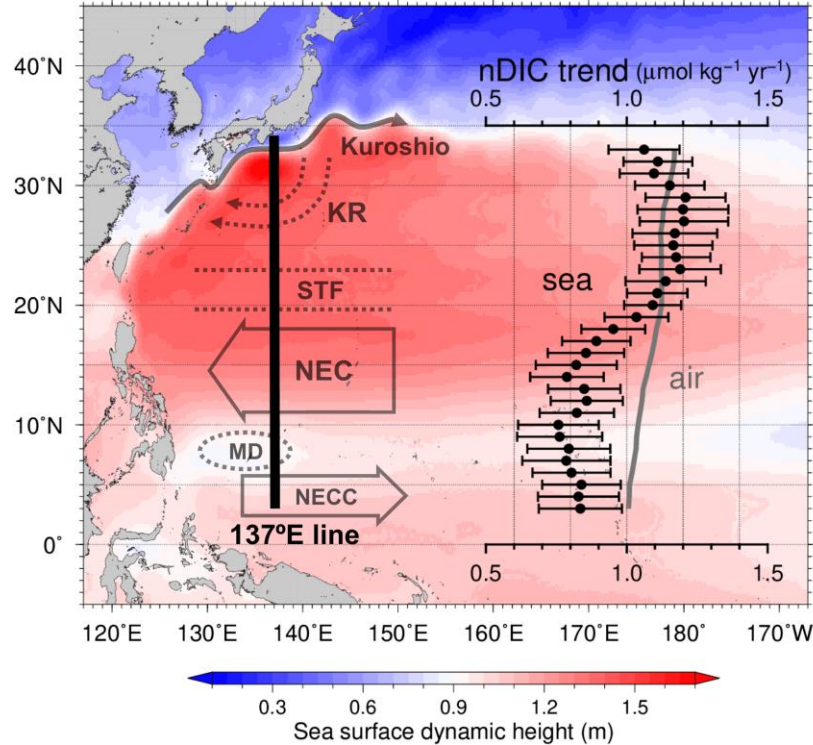 40˚N
30˚N
20˚N
10˚N
0˚
nDIC trend (μmol kg⁻¹ yr⁻¹)
0.5 1.0 1.5
Kuroshio
KR
sea
STF
NEC
air
MD
NECC
137ºE line
0.5 1.0 1.5
120˚E 130˚E 140˚E 150˚E 160˚E 170˚E 180˚ 170˚W
0.3 0.6 0.9 1.2 1.5
Sea surface dynamic height (m)